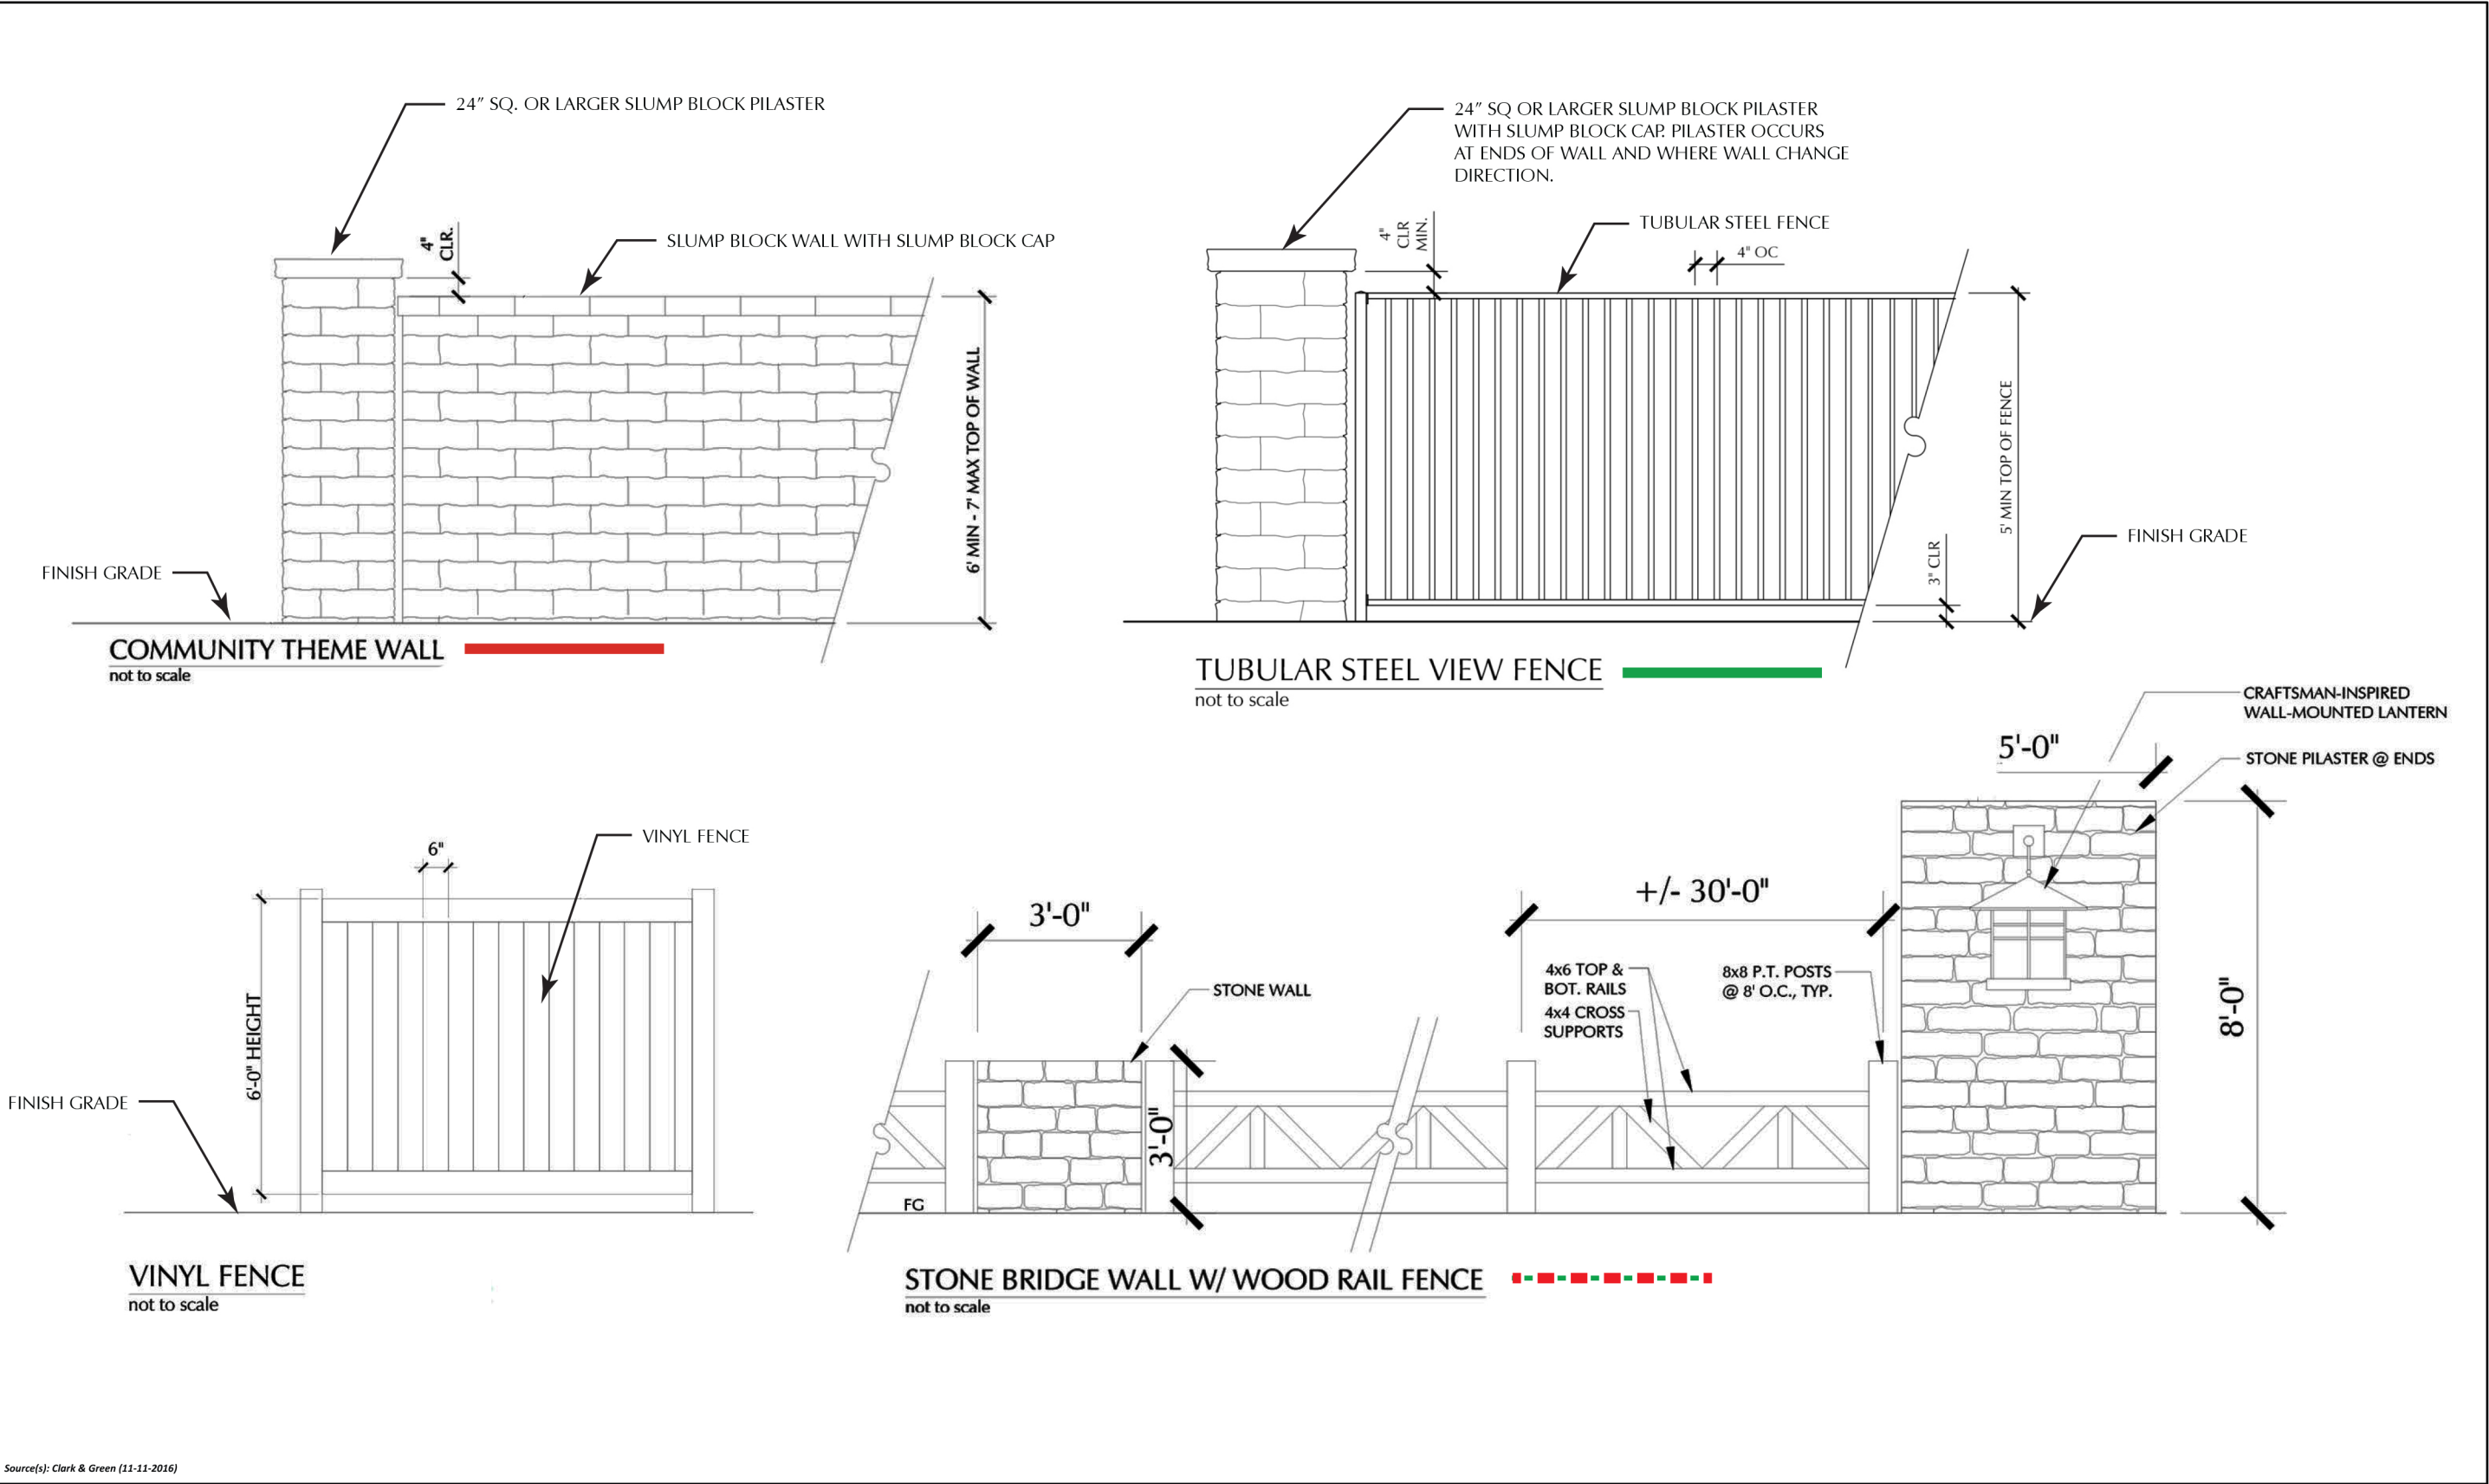 24" SQ. OR LARGER SLUMP BLOCK PILASTER
4"
CLR.
SLUMP BLOCK WALL WITH SLUMP BLOCK CAP
6' MIN - 7' MAX TOP OF WALL
FINISH GRADE
COMMUNITY THEME WALL
not to scale
24" SQ OR LARGER SLUMP BLOCK PILASTER
WITH SLUMP BLOCK CAP. PILASTER OCCURS
AT ENDS OF WALL AND WHERE WALL CHANGE
DIRECTION.
4"
CLR
MIN.
TUBULAR STEEL FENCE
4" OC
5' MIN TOP OF FENCE
3" CLR
FINISH GRADE
TUBULAR STEEL VIEW FENCE
not to scale
6"
VINYL FENCE
6'-0" HEIGHT
FINISH GRADE
VINYL FENCE
not to scale
CRAFTSMAN-INSPIRED
WALL-MOUNTED LANTERN
5'-0"
STONE PILASTER @ ENDS
3'-0"
+/- 30'-0"
STONE WALL
4x6 TOP &
BOT. RAILS
4x4 CROSS
SUPPORTS
8x8 P.T. POSTS
@ 8' O.C., TYP.
8'-0"
3'-0"
FG
STONE BRIDGE WALL W/ WOOD RAIL FENCE
not to scale
Source(s): Clark & Green (11-11-2016)